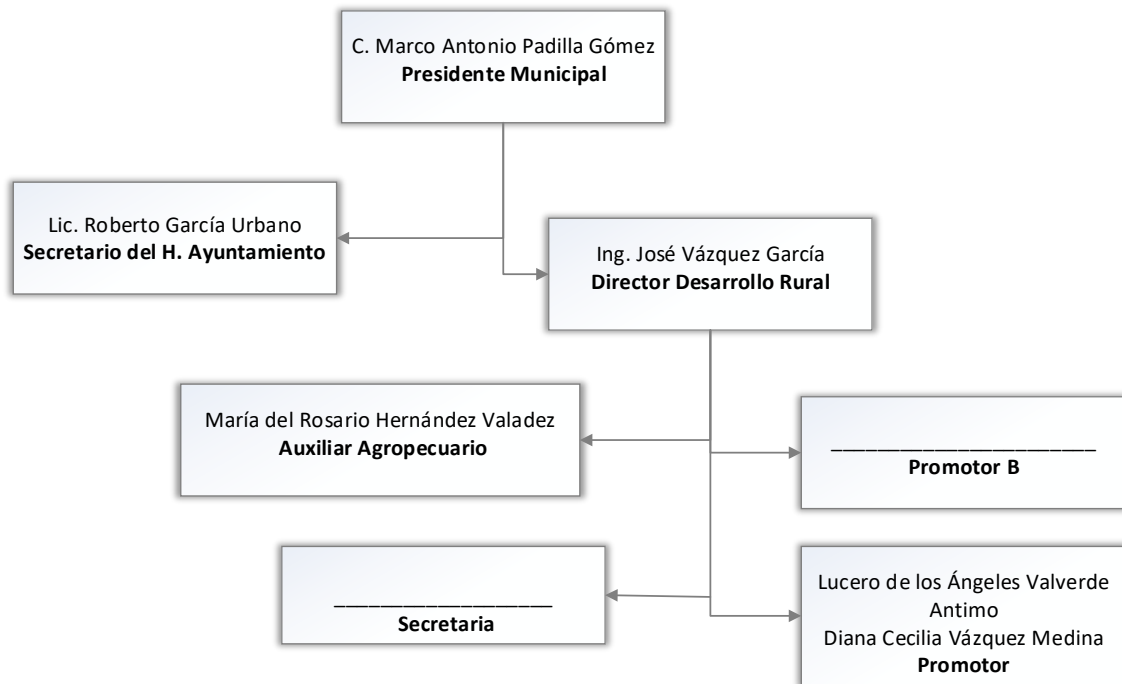 C. Marco Antonio Padilla Gómez
Presidente Municipal
Lic. Roberto García Urbano
Secretario del H. Ayuntamiento
Ing. José Vázquez García
Director Desarrollo Rural
María del Rosario Hernández Valadez
Auxiliar Agropecuario
_______________________
Promotor B
___________________
Secretaria
Lucero de los Ángeles Valverde
Antimo
Diana Cecilia Vázquez Medina
Promotor